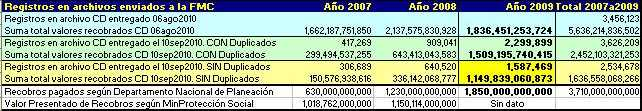 Registros en archivos enviados a la FMC Año 2007 Año 2008 Año 2009 Total 2007a2009
Registros en archivo CD entregado 06ago2010 3,456,123
Suma total valores recobrados CD 06ago2010 1,662,187,751,850 2,137,575,830,928 1,836,451,253,724 5,636,214,836,502
Registros en archivo CD entregado el 10sep2010. CON Duplicados 417,269 909,041 2,299,899 3,626,209
Suma total valores recobrados CD 10sep2010. CON Duplicados 299,494,537,255 643,413,043,583 1,509,195,740,415 2,452,103,321,253
Registros en archivo CD entregado el 10sep2010. SIN Duplicados 306,689 640,520 1,587,469 2,534,678
Suma total valores recobrados CD 10sep2010. SIN Duplicados 150,576,938,616 336,142,068,777 1,149,839,060,873 1,636,558,068,266
Recobros pagados según Departamento Nacional de Planeación 630,000,000,000 1,230,000,000,000 1,850,000,000,000 3,710,000,000,000
Valor Presentado de Recobros según MinProtección Social 1,018,762,000,000 1,150,114,000,000 Sin dato